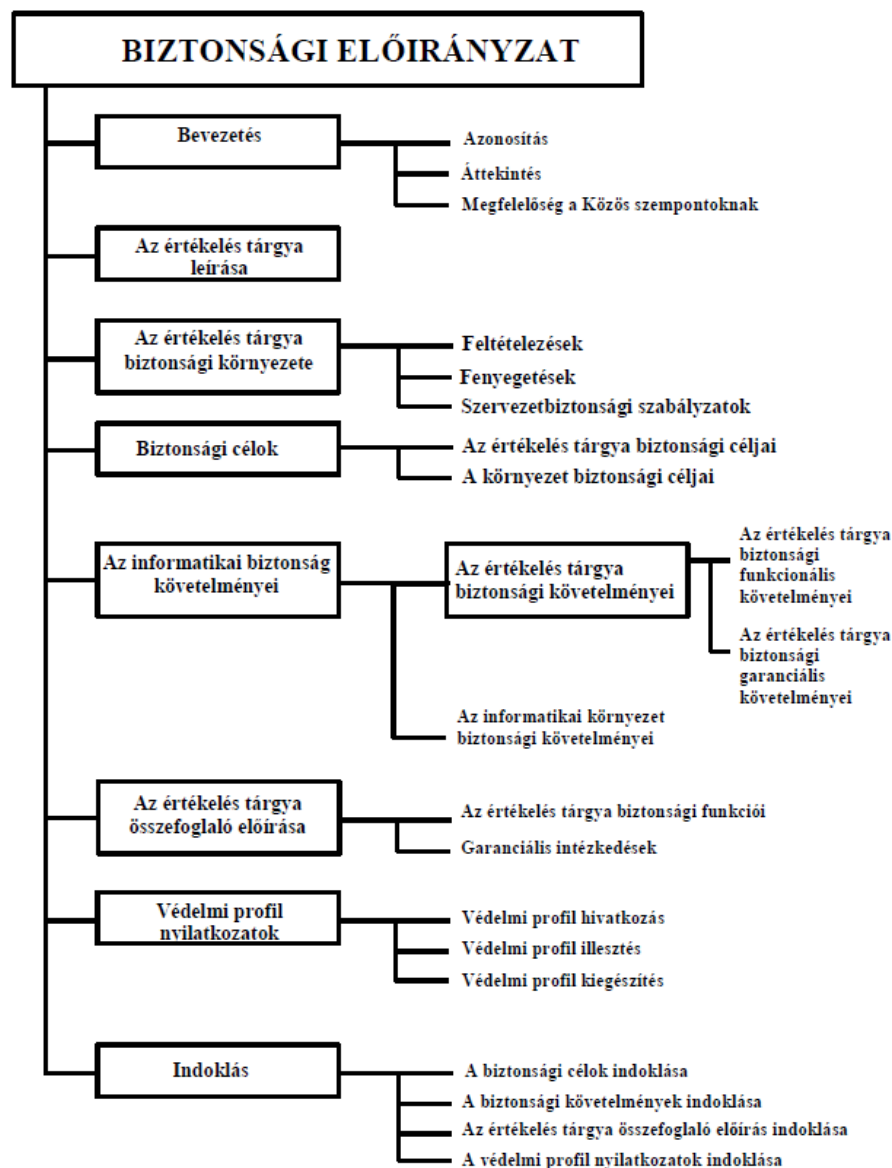 BIZTONSÁGI ELŐIRÁNYZAT
Bevezetés
Azonosítás
Áttekintés
Megfelelőség a Közös szempontoknak
Az értékelés tárgya
leírása
Az értékelés tárgya
biztonsági környezete
Feltételezések
Fenyegetések
Szervezetbiztonsági szabályzatok
Biztonsági célok
Az értékelés tárgya biztonsági céljai
A környezet biztonsági céljai
Az informatikai biztonság
követelményei
Az értékelés tárgya
biztonsági követelményei
Az értékelés tárgya
biztonsági
funkcionális
követelményei
Az értékelés tárgya
biztonsági
garanciális
követelményei
Az informatikai környezet
biztonsági követelményei
Az értékelés tárgya
összefoglaló előírása
Az értékelés tárgya biztonsági funkciói
Garanciális intézkedések
Védelmi profil
nyilatkozatok
Védelmi profil hivatkozás
Védelmi profil illesztés
Védelmi profil kiegészítés
Indoklás
A biztonsági célok indoklása
A biztonsági követelmények indoklása
Az értékelés tárgya összefoglaló előírás indoklása
A védelmi profil nyilatkozatok indoklása